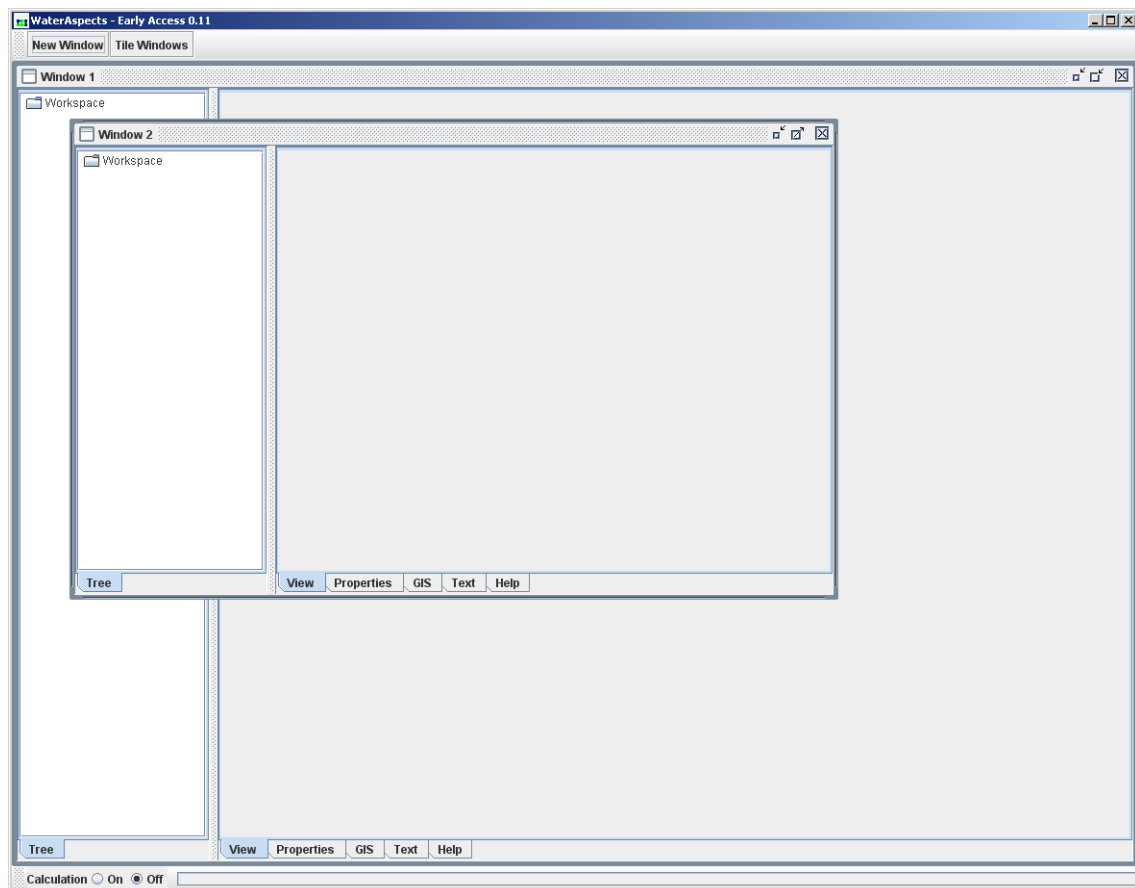 WaterAspects - Early Access 0.11
New Window Tile Windows
Window 1
Workspace
Window 2
Workspace
Tree
View Properties GIS Text Help
Tree
View Properties GIS Text Help
Calculation On Off